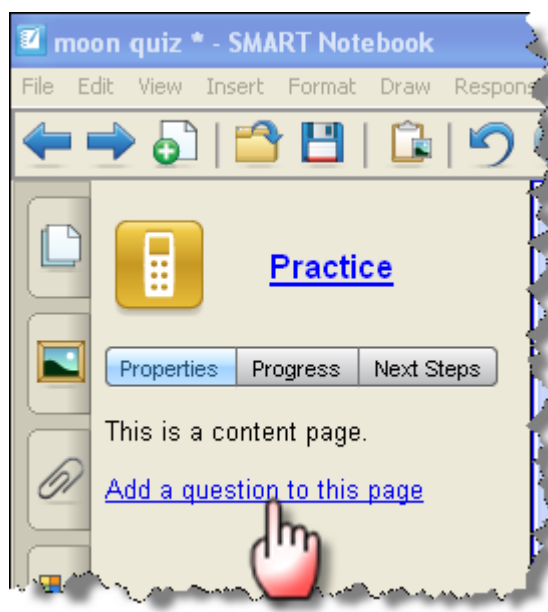 moon quiz * - SMART Notebook
File Edit View Insert Format Draw Respons
Practice
Properties Progress Next Steps
This is a content page.
Add a question to this page